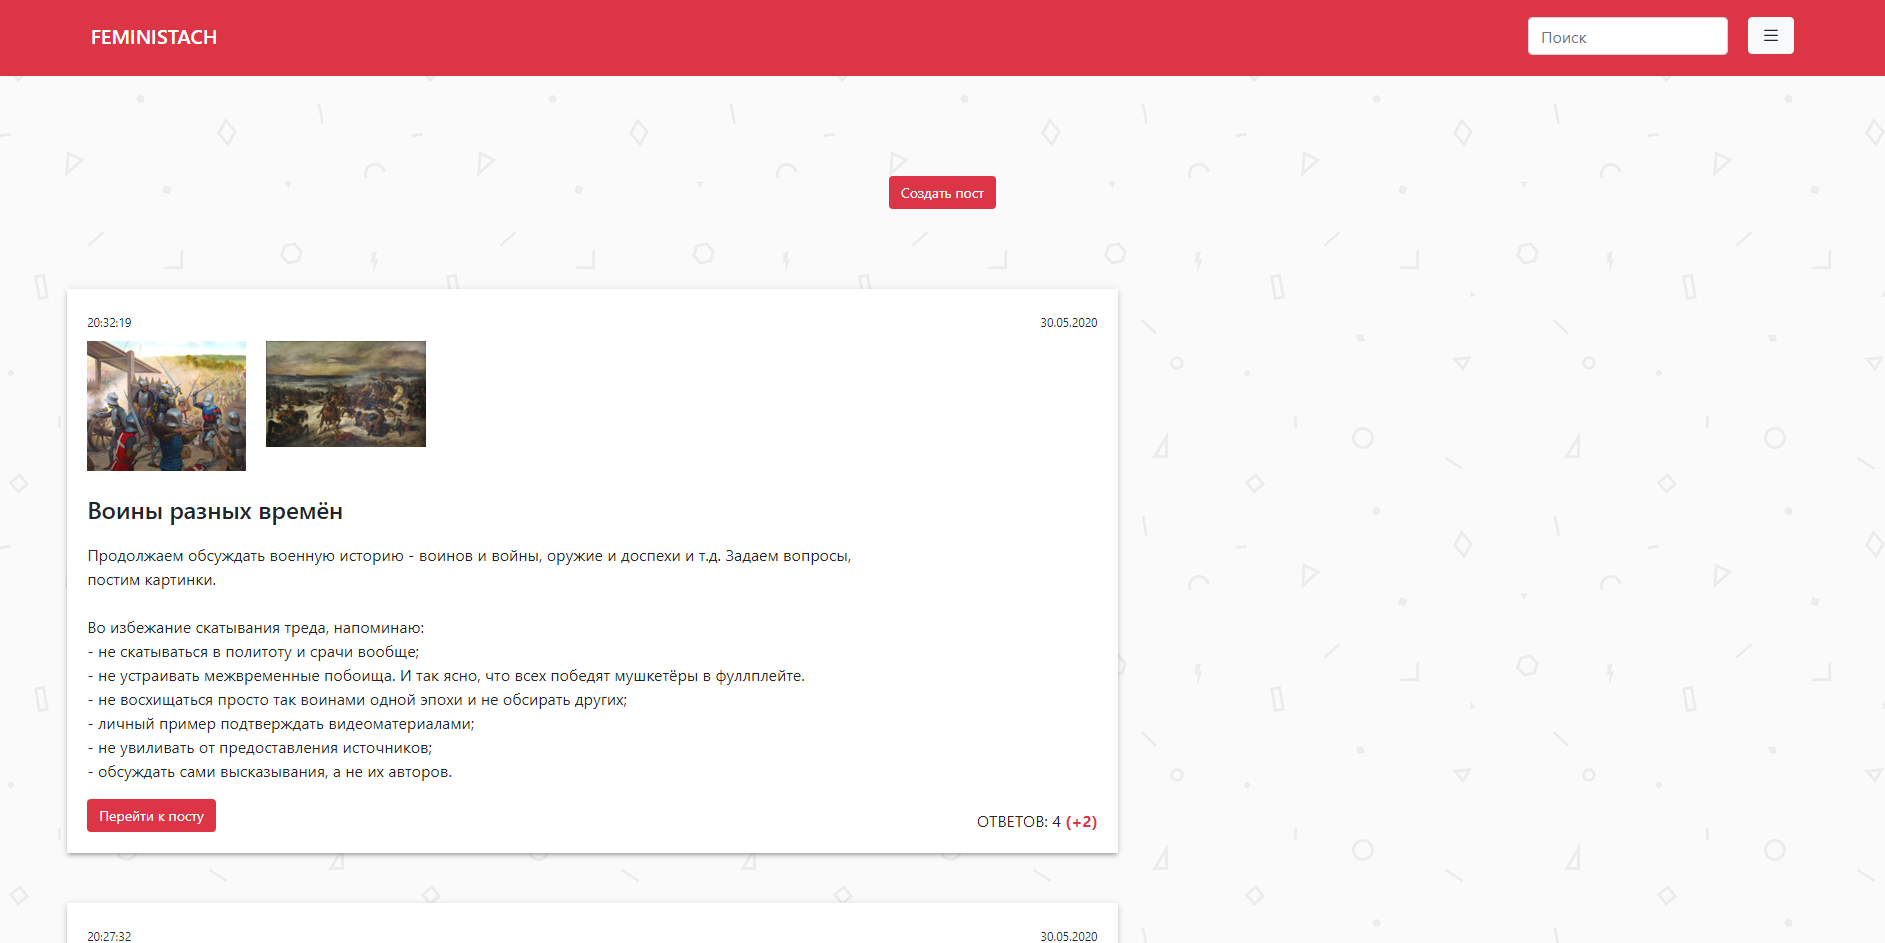 FEMINISTACH
Поиск
Создать пост
20:32:19
30.05.2020
Воины разных времён
Продолжаем обсуждать военную историю - воинов и войны, оружие и доспехи и т.д. Задаем вопросы,
постим картинки.
Во избежание скатывания треда, напоминаю:
- не скатываться в политоту и срачи вообще;
- не устраивать межвременные побоища. И так ясно, что всех победят мушкетёры в фуллплейте.
- не восхищаться просто так воинами одной эпохи и не обсирать других;
- личный пример подтверждать видеоматериалами;
- не увиливать от предоставления источников;
- обсуждать сами высказывания, а не их авторов.
Перейти к посту
ОТВЕТОВ: 4 (+2)
20:27:32
30.05.2020